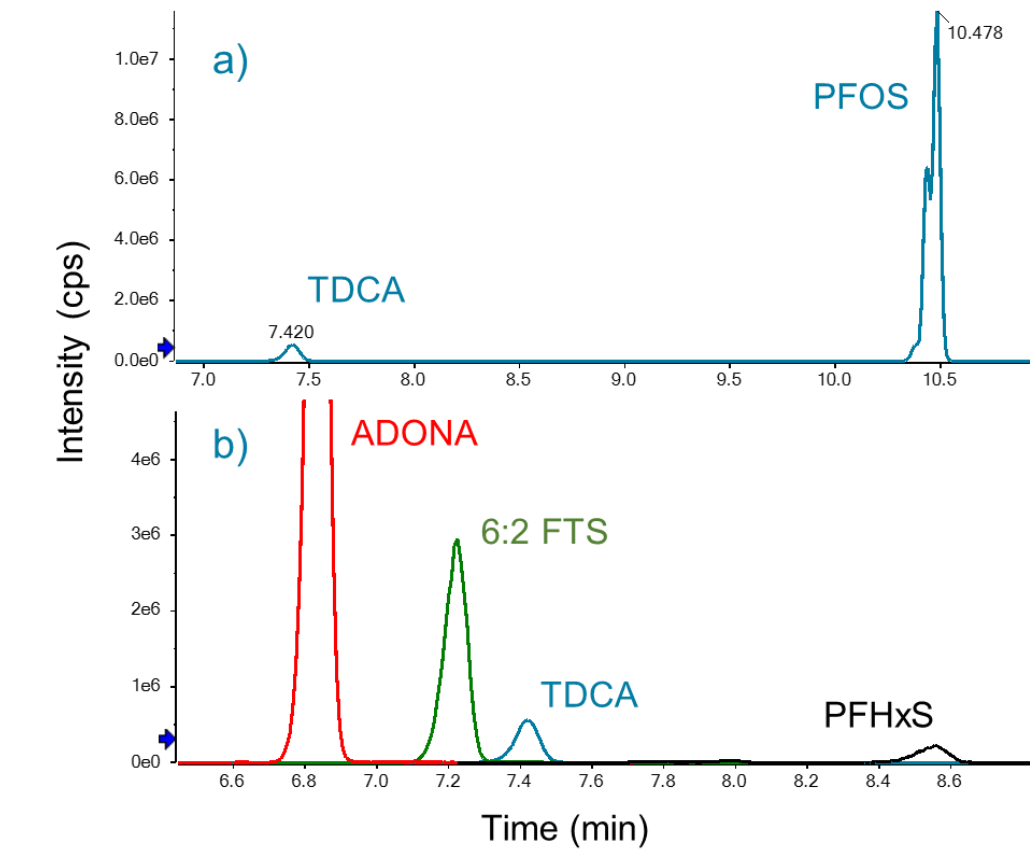 a)
10.478
PFOS
TDCA
7.420
1.0e7
8.0e6
6.0e6
4.0e6
2.0e6
0.0e0
7.0 7.5 8.0 8.5 9.0 9.5 10.0 10.5
Intensity (cps)
b)
ADONA
6:2 FTS
TDCA
PFHxS
4e6
3e6
2e6
1e6
0e0
6.6 6.8 7.0 7.2 7.4 7.6 7.8 8.0 8.2 8.4 8.6
Time (min)